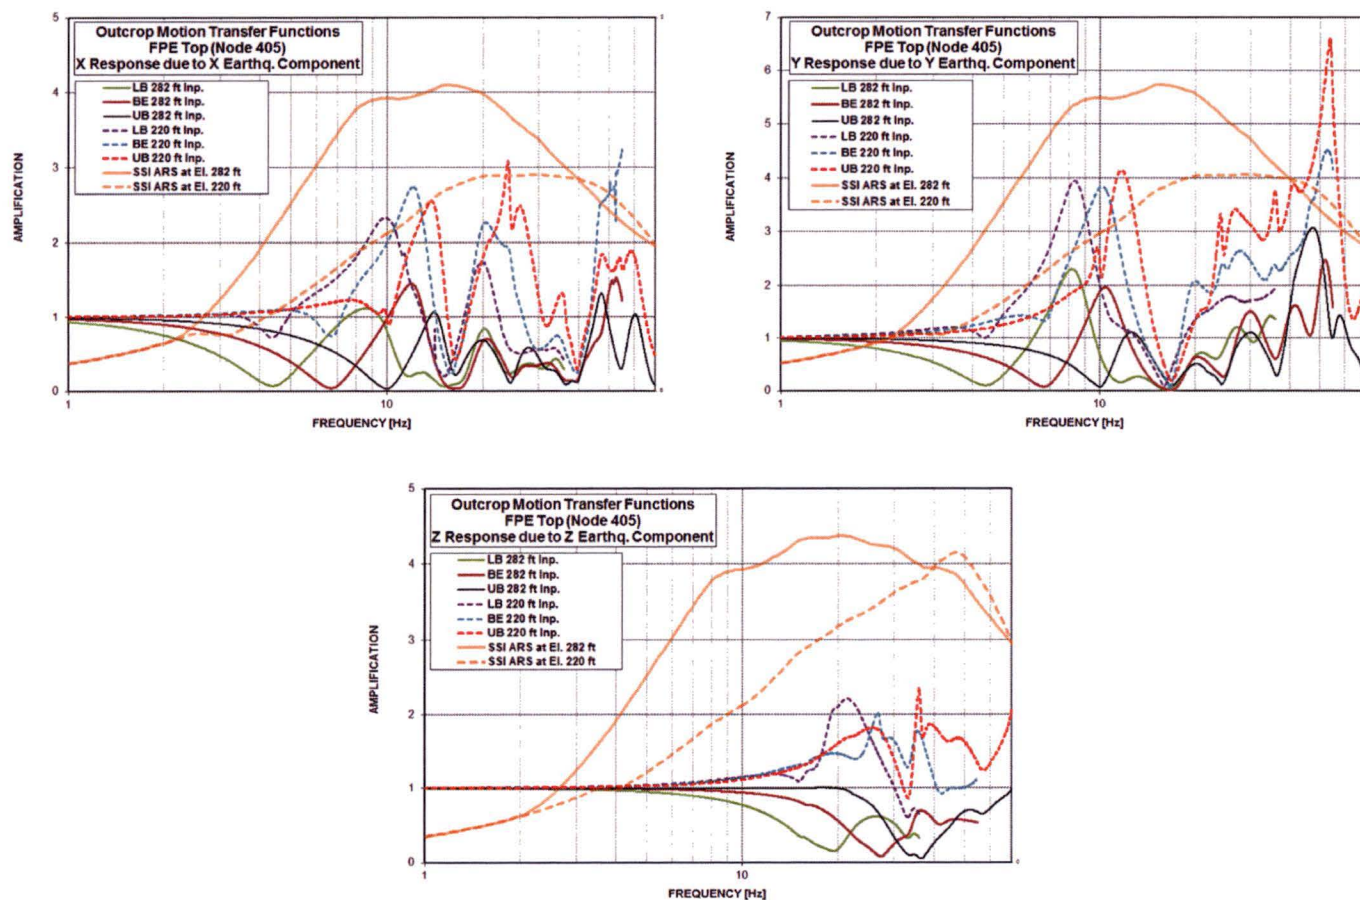 Outcrop Motion Transfer Functions
FPE Top (Node 405)
X Response due to X Earthq. Component
LB 282 ft Inp.
BE 282 ft Inp.
UB 282 ft Inp.
LB 220 ft Inp.
BE 220 ft Inp.
UB 220 ft Inp.
SSI ARS at El. 282 ft
SSI ARS at El. 220 ft
AMPLIFICATION
5
4
3
2
1
0
1
10
FREQUENCY [Hz]
Outcrop Motion Transfer Functions
FPE Top (Node 405)
Y Response due to Y Earthq. Component
LB 282 ft Inp.
BE 282 ft Inp.
UB 282 ft Inp.
LB 220 ft Inp.
BE 220 ft Inp.
UB 220 ft Inp.
SSI ARS at El. 282 ft
SSI ARS at El. 220 ft
AMPLIFICATION
7
6
5
4
3
2
1
0
1
10
FREQUENCY [Hz]
Outcrop Motion Transfer Functions
FPE Top (Node 405)
Z Response due to Z Earthq. Component
LB 282 ft Inp.
BE 282 ft Inp.
UB 282 ft Inp.
LB 220 ft Inp.
BE 220 ft Inp.
UB 220 ft Inp.
SSI ARS at El. 282 ft
SSI ARS at El. 220 ft
AMPLIFICATION
5
4
3
2
1
0
1
10
FREQUENCY [Hz]